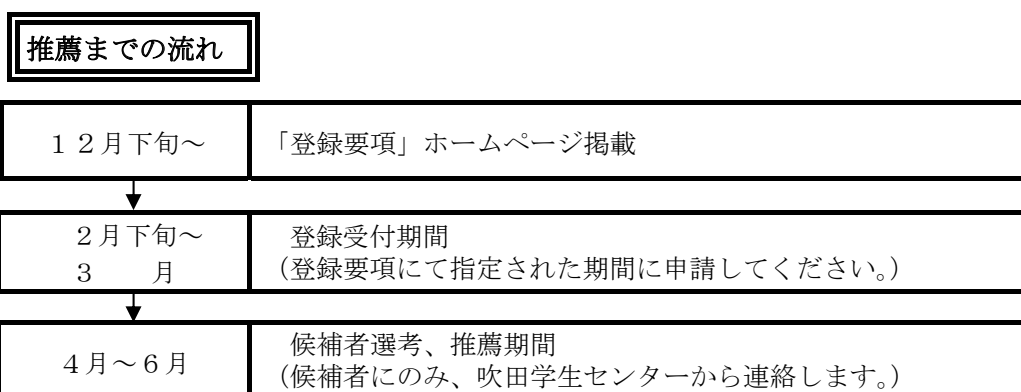 推薦までの流れ
１２月下旬～
「登録要項」ホームページ掲載
２月下旬～
３　　月
登録受付期間
（登録要項にて指定された期間に申請してください。）
４月～６月
候補者選考、推薦期間
（候補者にのみ、吹田学生センターから連絡します。）